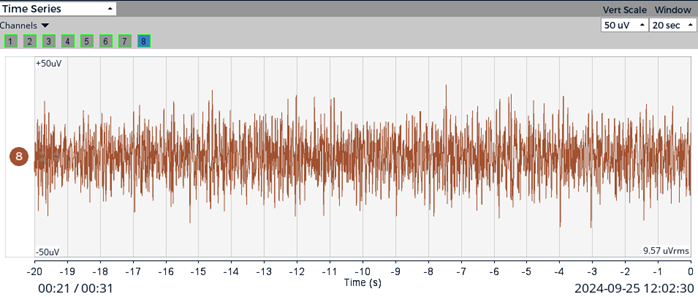 Time Series Vert Scale Window
Channels 50 uV 20 sec
1 2 3 4 5 6 7 8
+50uV
8
-50uV 9.57 uVrms
-20 -19 -18 -17 -16 -15 -14 -13 -12 -11 -10 -9 -8 -7 -6 -5 -4 -3 -2 -1 0
Time (s)
00:21 / 00:31 2024-09-25 12:02:30